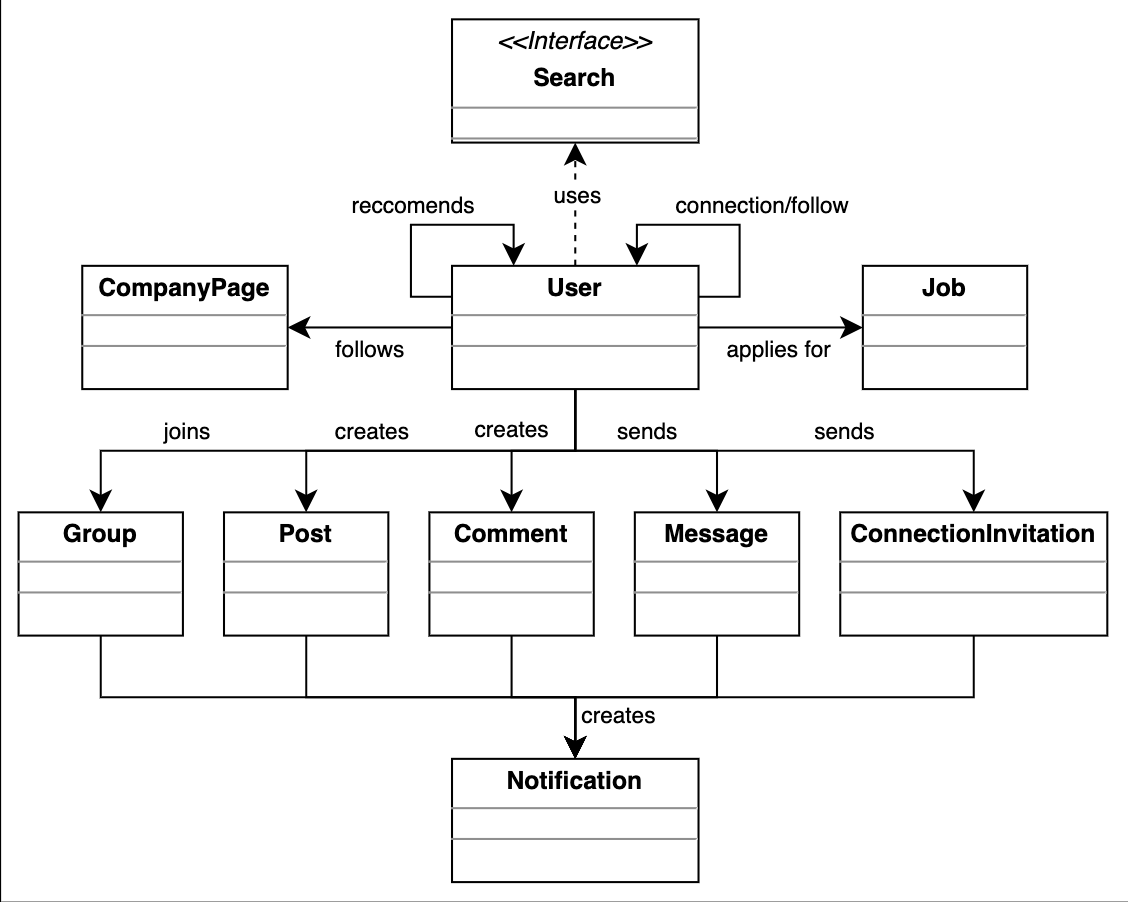 <<Interface>>
Search
uses
reccomends
connection/follow
CompanyPage
User
Job
follows
applies for
joins
creates
creates
sends
sends
Group
Post
Comment
Message
ConnectionInvitation
creates
Notification